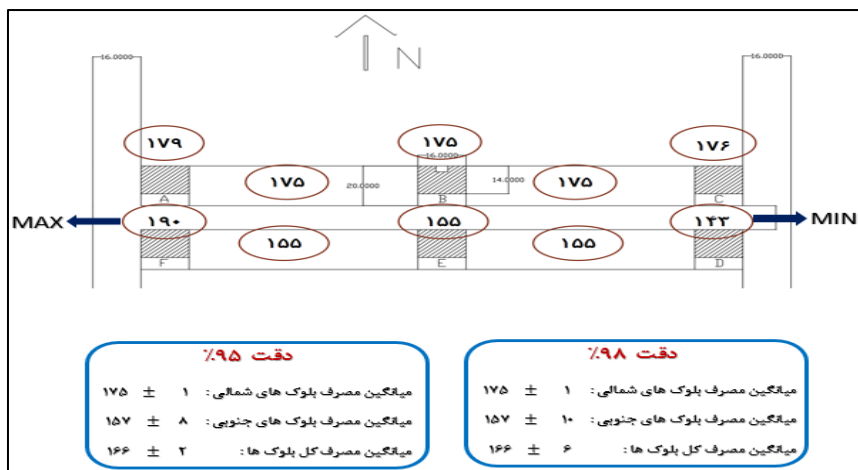 N
16.0000 16.0000
۱۷۹ ۱۷۵ ۱۷۶
16.0000
۱۷۵ 20.0000 14.0000 ۱۷۵
A B C
MAX ۱۹۰ ۱۵۵ ۱۴۳ MIN
۱۵۵ ۱۵۵
F E D
دقت ۹۸٪
میانگین مصرف بلوک های شمالی: ۱ ± ۱۷۵
میانگین مصرف بلوک های جنوبی: ۱۰ ± ۱۵۷
میانگین مصرف کل بلوک ها: ۶ ± ۱۶۶
دقت ۹۵٪
میانگین مصرف بلوک های شمالی: ۱ ± ۱۷۵
میانگین مصرف بلوک های جنوبی: ۸ ± ۱۵۷
میانگین مصرف کل بلوک ها: ۲ ± ۱۶۶